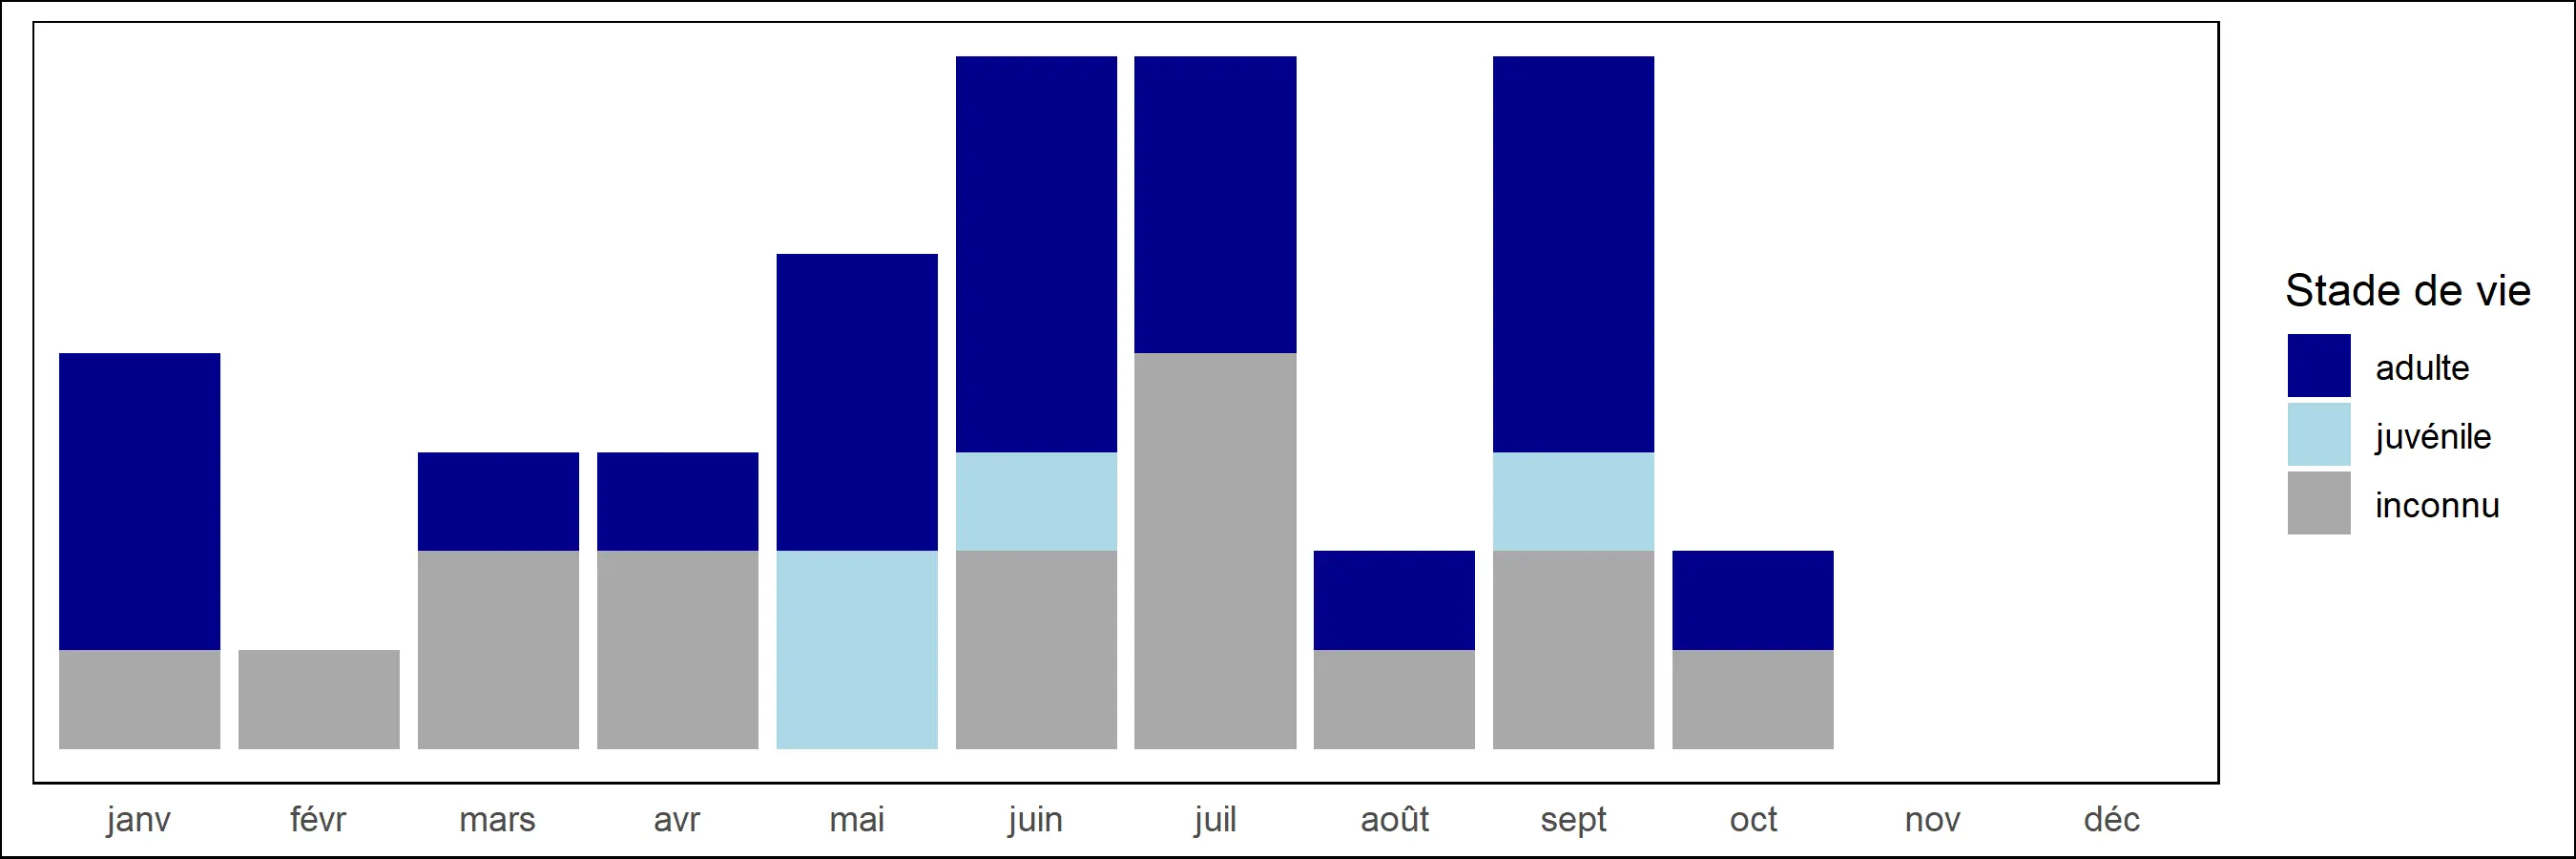 Stade de vie
adulte
juvénile
inconnu
janv févr mars avr mai juin juil août sept oct nov déc